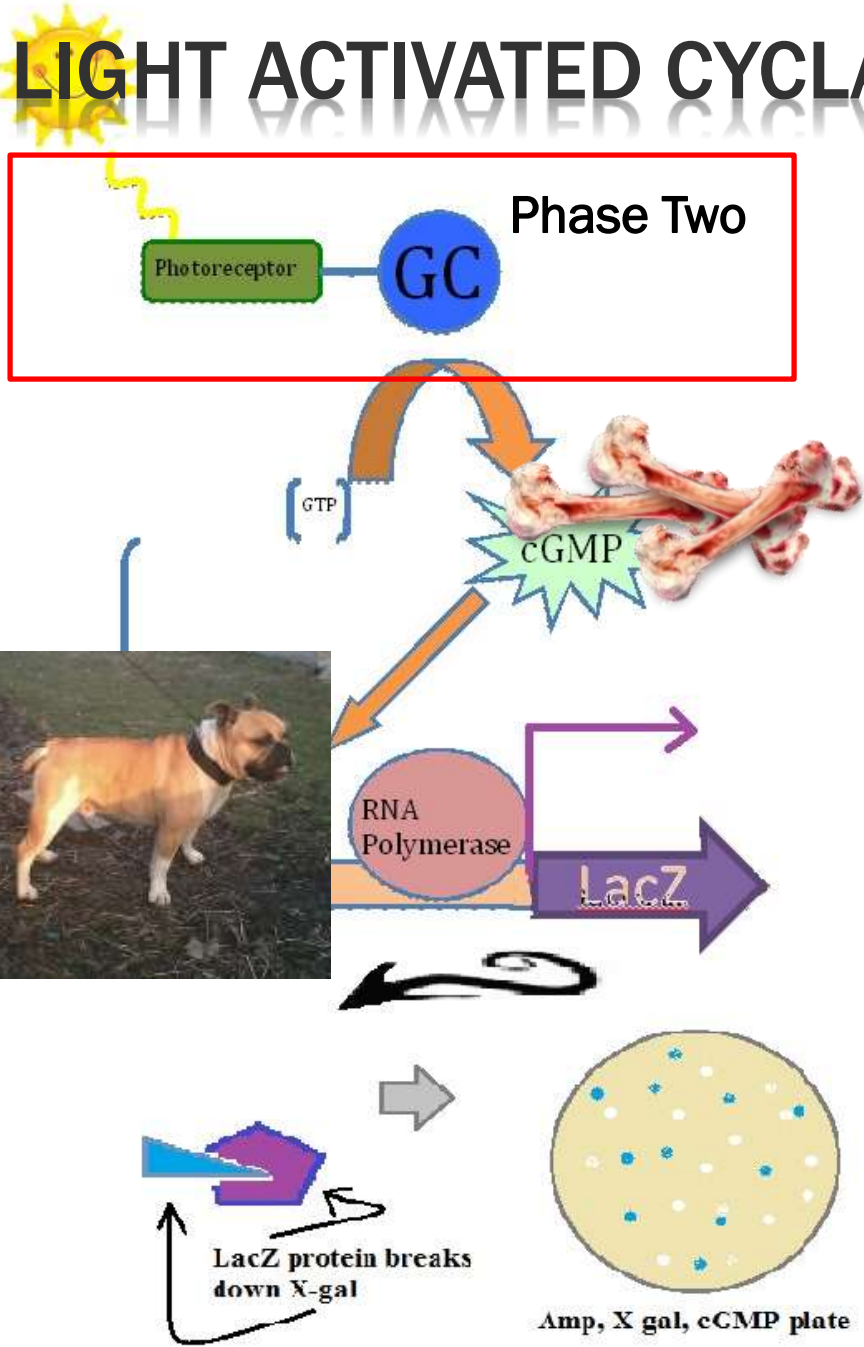 LIGHT ACTIVATED CYCLA
Phase Two
Photoreceptor
GC
GTP
cGMP
RNA
Polymerase
LacZ
LacZ protein breaks
down X-gal
Amp, X gal, cCMP plate